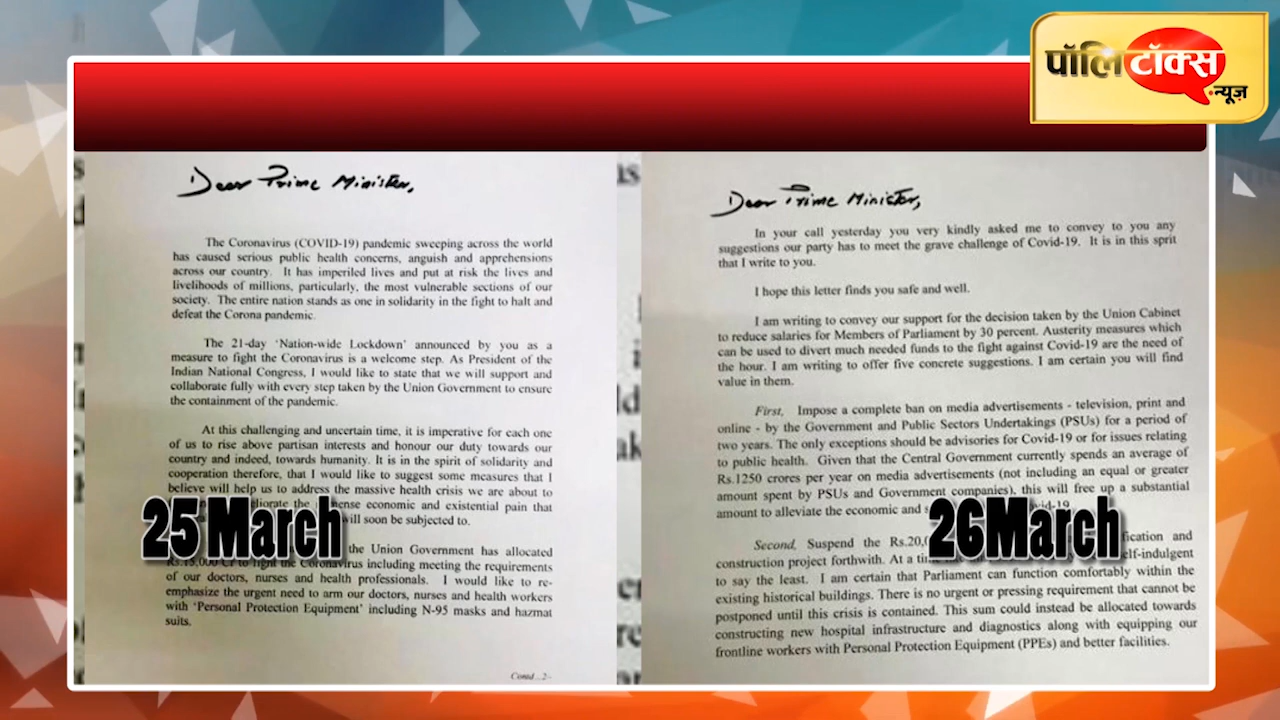 पॉलि टॉक्स
न्यूज़
Dear Prime Minister,
The Coronavirus (COVID-19) pandemic sweeping across the world
has caused serious public health concerns, anguish and apprehensions
across our country. It has imperiled lives and put at risk the lives and
livelihoods of millions, particularly, the most vulnerable sections of our
society. The entire nation stands as one in solidarity in the fight to halt and
defeat the Corona pandemic.
The 21-day 'Nation-wide Lockdown' announced by you as a
measure to fight the Coronavirus is a welcome step. As President of the
Indian National Congress, I would like to state that we will support and
collaborate fully with every step taken by the Union Government to ensure
the containment of the pandemic.
At this challenging and uncertain time, it is imperative for each one
of us to rise above partisan interests and honour our duty towards our
country and indeed, towards humanity. It is in the spirit of solidarity and
cooperation therefore, that I would like to suggest some measures that I
believe will help us to address the massive health crisis we are about to
economic and existential pain that
will soon be subjected to.
25 March
the Union Government has allocated
Rs.15,000 Cr to fight the Coronavirus including meeting the requirements
of our doctors, nurses and health professionals. I would like to re-
emphasize the urgent need to arm our doctors, nurses and health workers
with 'Personal Protection Equipment' including N-95 masks and hazmat
suits.
Contd...2/-
Dear Prime Minister,
In your call yesterday you very kindly asked me to convey to you any
suggestions our party has to meet the grave challenge of Covid-19. It is in this sprit
that I write to you.
I hope this letter finds you safe and well.
I am writing to convey our support for the decision taken by the Union Cabinet
to reduce salaries for Members of Parliament by 30 percent. Austerity measures which
can be used to divert much needed funds to the fight against Covid-19 are the need of
the hour. I am writing to offer five concrete suggestions. I am certain you will find
value in them.
First, Impose a complete ban on media advertisements - television, print and
online - by the Government and Public Sectors Undertakings (PSUs) for a period of
two years. The only exceptions should be advisories for Covid-19 or for issues relating
to public health. Given that the Central Government currently spends an average of
Rs.1250 crores per year on media advertisements (not including an equal or greater
amount spent by PSUs and Government companies), this will free up a substantial
amount to alleviate the economic and
26March
Second, Suspend the
construction project forthwith. At a self-indulgent
to say the least. I am certain that Parliament can function comfortably within the
existing historical buildings. There is no urgent or pressing requirement that cannot be
postponed until this crisis is contained. This sum could instead be allocated towards
constructing new hospital infrastructure and diagnostics along with equipping our
frontline workers with Personal Protection Equipment (PPEs) and better facilities.